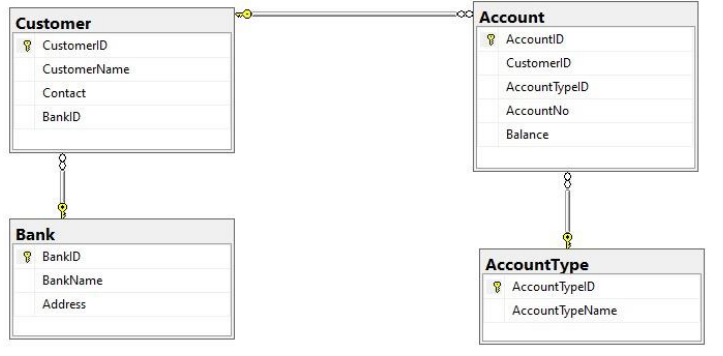 Customer
CustomerID
CustomerName
Contact
BankID
Account
AccountID
CustomerID
AccountTypeID
AccountNo
Balance
Bank
BankID
BankName
Address
AccountType
AccountTypeID
AccountTypeName